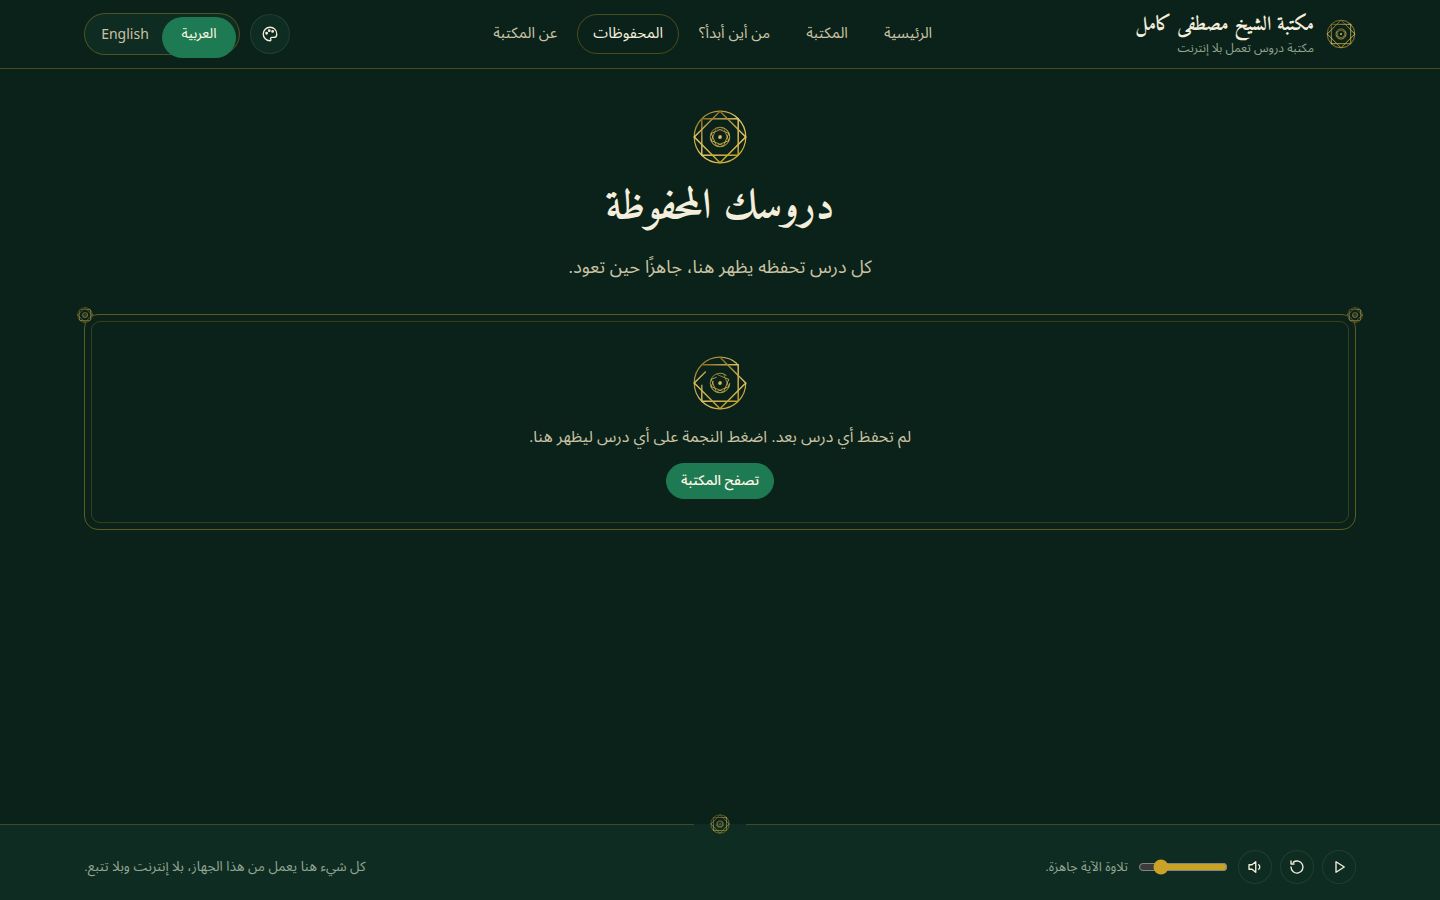 مكتبة الشيخ مصطفى كامل
مكتبة دروس تعمل بلا إنترنت
الرئيسية
المكتبة
من أين أبدأ؟
المحفوظات
عن المكتبة
العربية
English
دروسك المحفوظة
كل درس تحفظه يظهر هنا، جاهزًا حين تعود.
لم تحفظ أي درس بعد. اضغط النجمة على أي درس ليظهر هنا.
تصفح المكتبة
تلاوة الآية جاهزة.
كل شيء هنا يعمل من هذا الجهاز، بلا إنترنت وبلا تتبع.